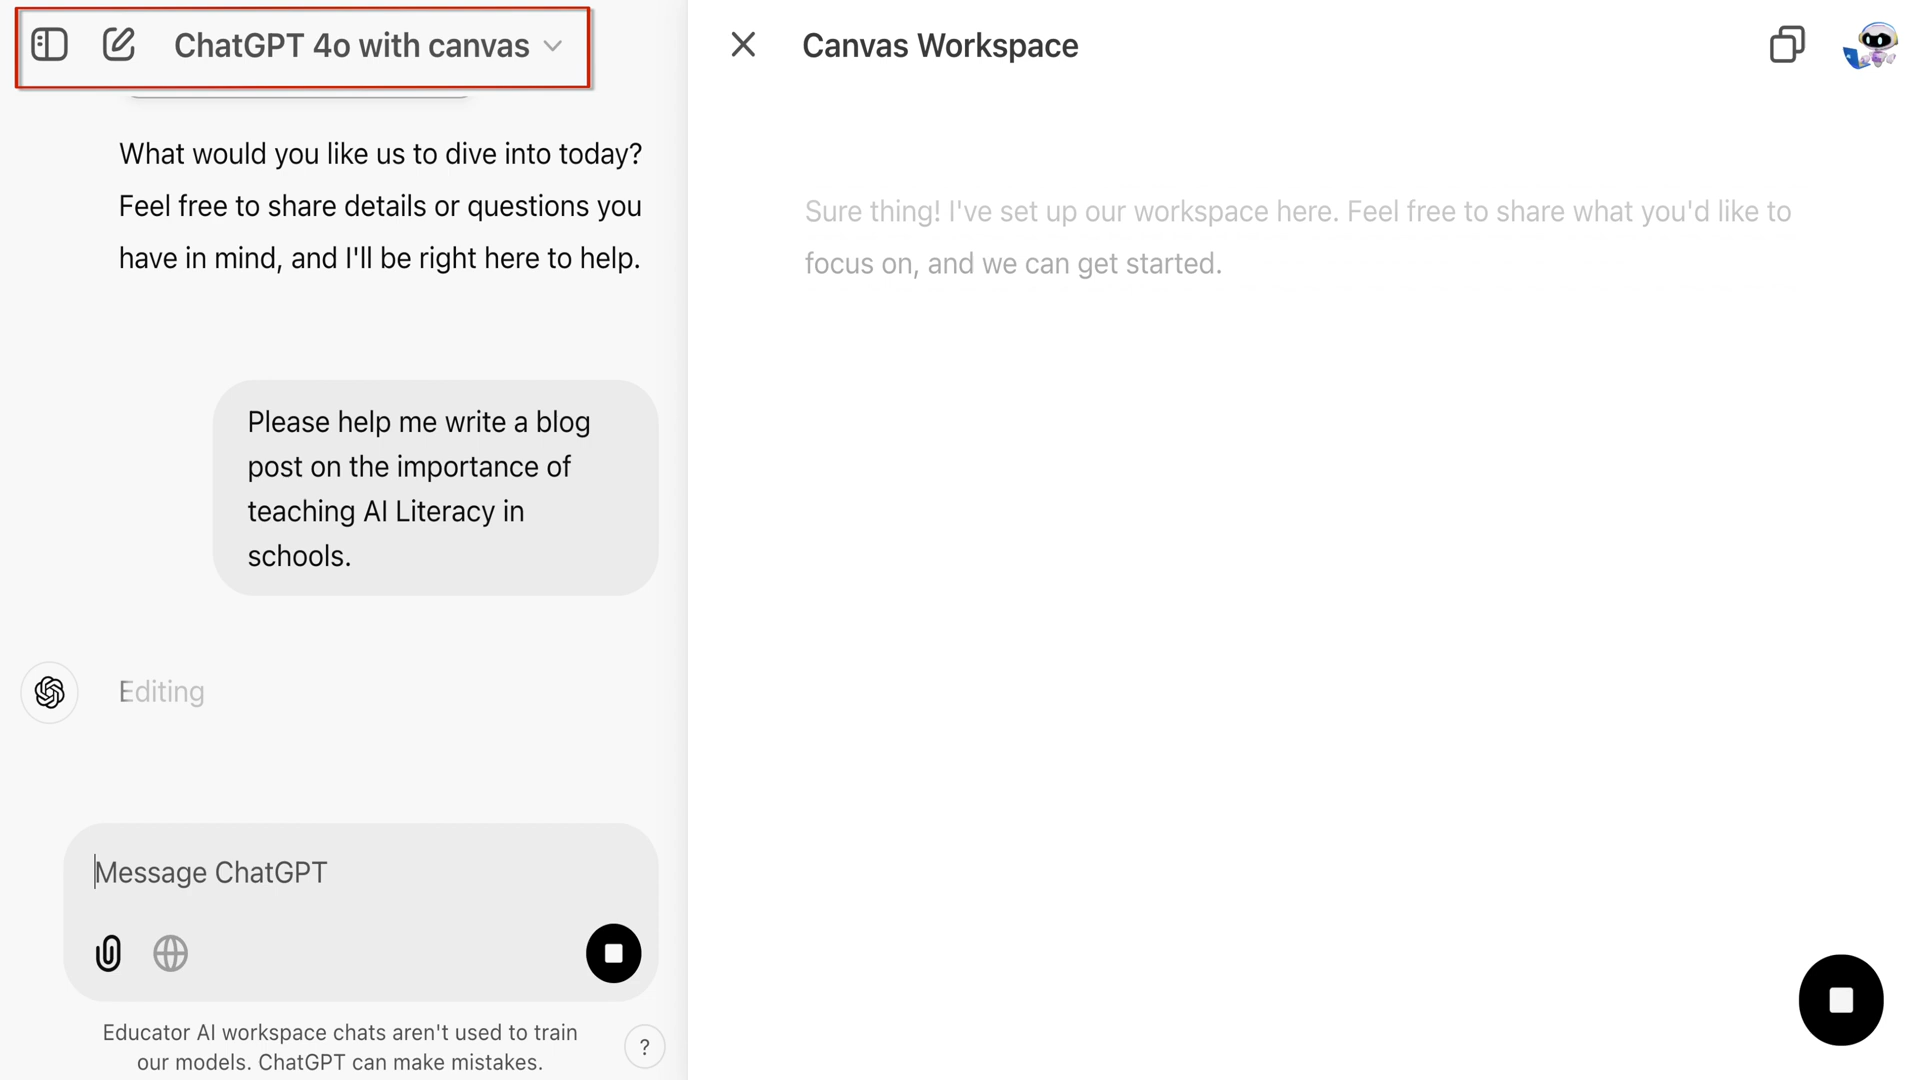 ChatGPT 4o with canvas
What would you like us to dive into today?
Feel free to share details or questions you
have in mind, and I'll be right here to help.
Please help me write a blog
post on the importance of
teaching AI Literacy in
schools.
Editing
Message ChatGPT
Educator AI workspace chats aren't used to train
our models. ChatGPT can make mistakes.
?
Canvas Workspace
Sure thing! I've set up our workspace here. Feel free to share what you'd like to
focus on, and we can get started.